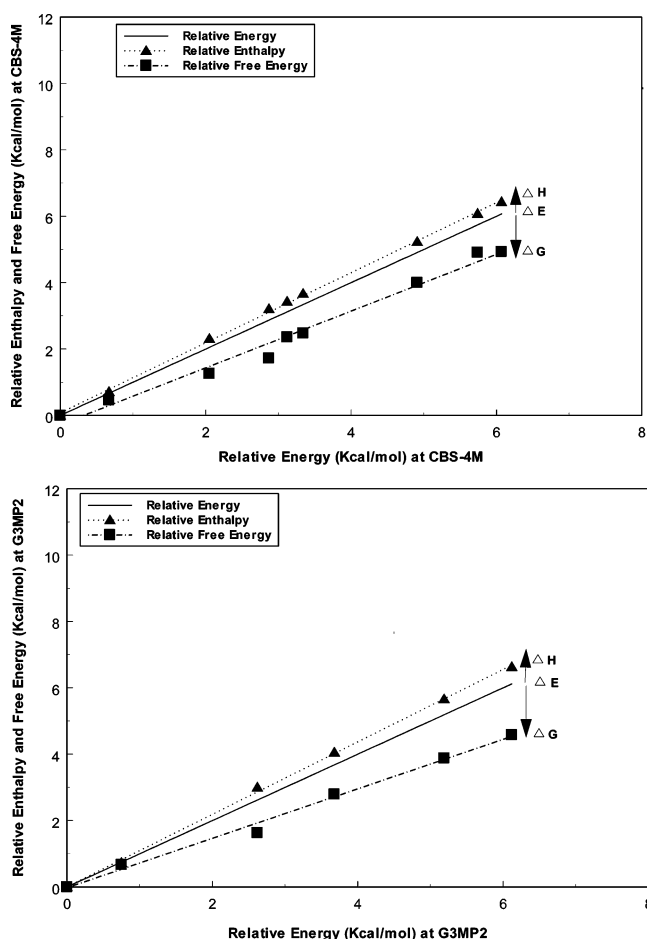 12
10
8
6
4
2
0
Relative Enthalpy and Free Energy (Kcal/mol) at CBS-4M
Relative Energy
Relative Enthalpy
Relative Free Energy
△ H
△ E
△ G
0 2 4 6 8
Relative Energy (Kcal/mol) at CBS-4M
12
10
8
6
4
2
0
Relative Enthalpy and Free Energy (Kcal/mol) at G3MP2
Relative Energy
Relative Enthalpy
Relative Free Energy
△ H
△ E
△ G
0 2 4 6 8
Relative Energy (Kcal/mol) at G3MP2